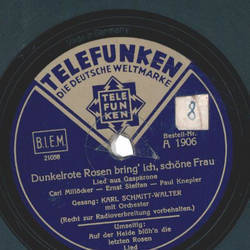 TELEFUNKEN
DIE DEUTSCHE WELTMARKE
TELE
FUN
KEN
8
B.I.E.M.
21058
Bestell-Nr.
A 1906
Dunkelrote Rosen bring' ich, schöne Frau
Lied aus Gasparone
Carl Millöcker — Ernst Steffan — Paul Knepler
Gesang: KARL SCHMITT-WALTER
mit Orchester
(Recht zur Radioverbreitung vorbehalten.)
Umseitig:
Auf der Heide blüh'n die
letzten Rosen
Lied